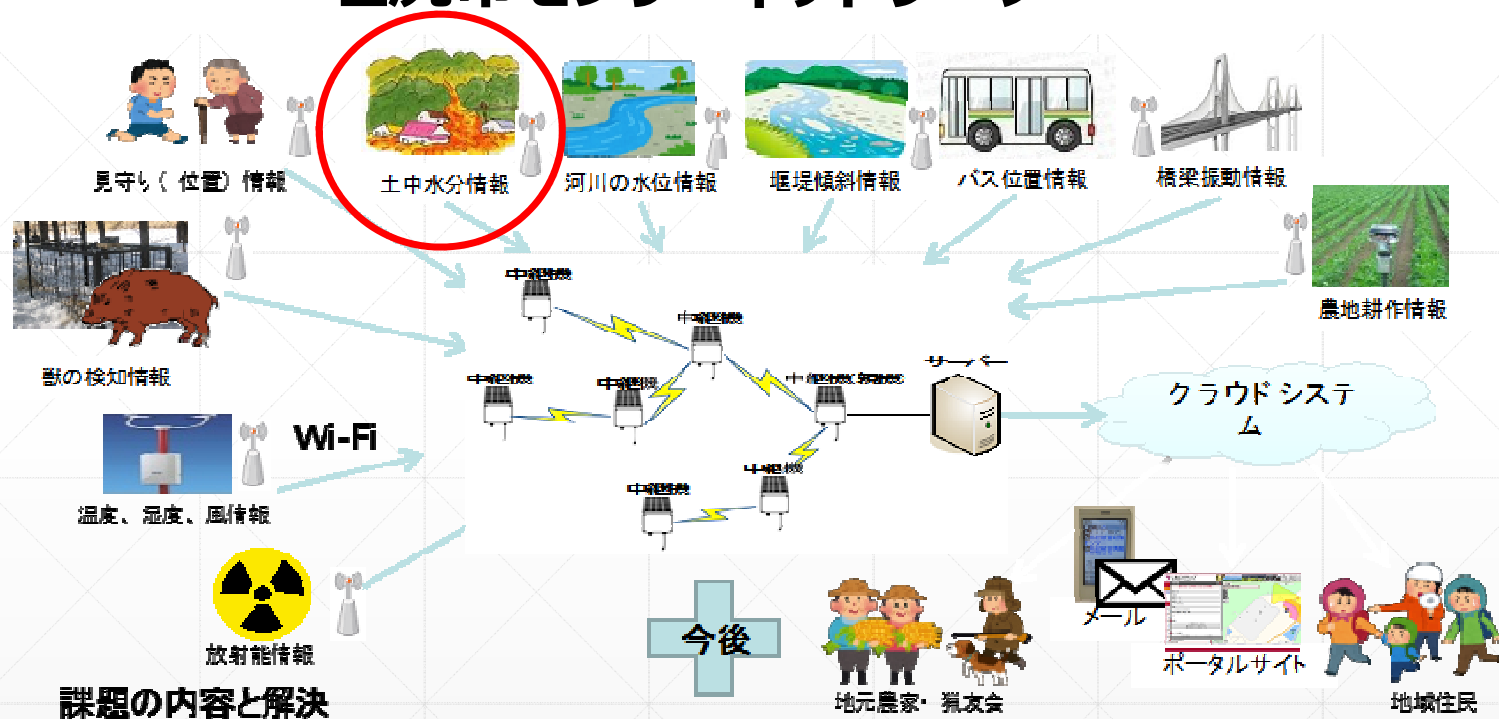 見守り( 位置) 情報
土中水分情報
河川の水位情報
堰堤傾斜情報
バス位置情報
橋梁振動情報
農地耕作情報
獣の検知情報
中継機
中継機
サーバー
中継機
中継機
クラウドシステ
ム
Wi-Fi
中継機
中継機
温度、湿度、風情報
放射能情報
今後
メール
ポータルサイト
地元農家・猟友会
地域住民
課題の内容と解決